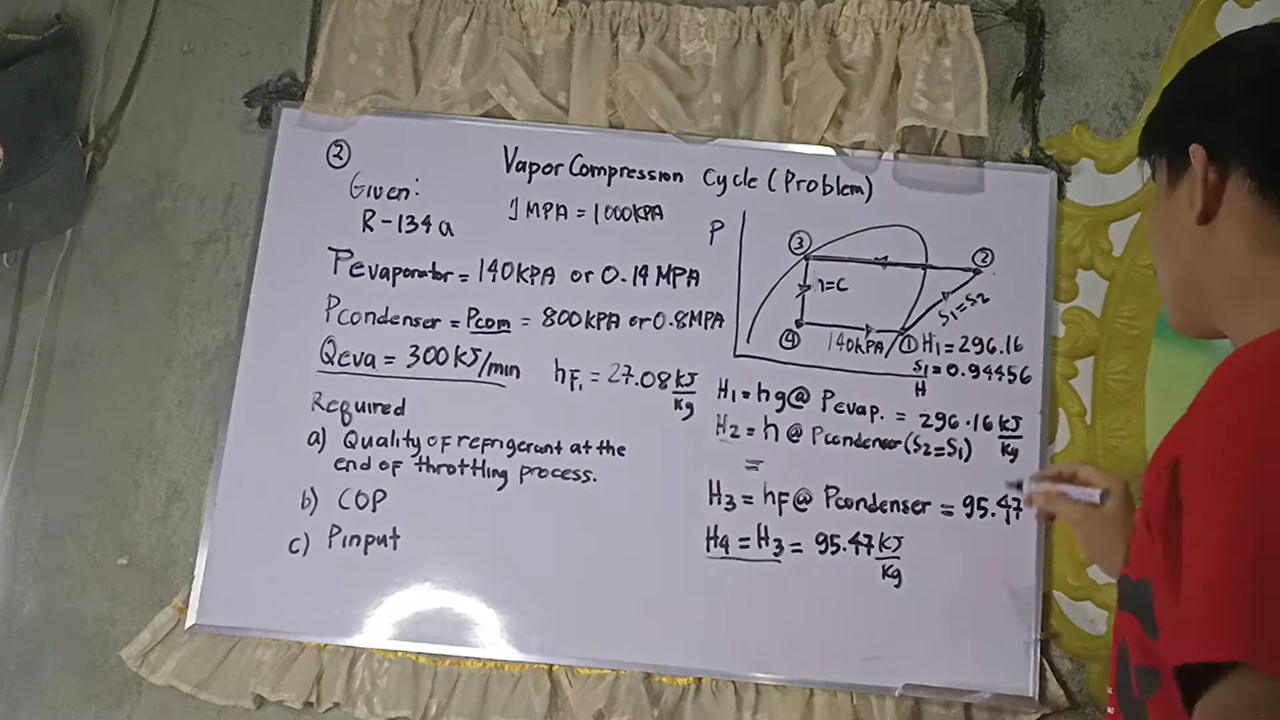 ②
Vapor Compression Cycle (Problem)
Given:
R-134a
1 MPA = 1000KPA
Pevaporator = 140KPA or 0.14 MPA
Pcondenser = Pcom = 800KPA or 0.8MPA
Qeva = 300 KJ/min
hF₁ = 27.08 KJ/Kg
Required
a) Quality of refrigerant at the
end of throttling process.
b) COP
c) Pinput
P
③
②
h=C
S1=S2
④
140KPA
① H1 = 296.16
S1 = 0.94456
H
H1 = hg@ Pevap. = 296.16 KJ/Kg
H2 = h @ Pcondenser (S2=S1)
=
H3 = hF@ Pcondenser = 95.47
H4 = H3 = 95.47 KJ/Kg